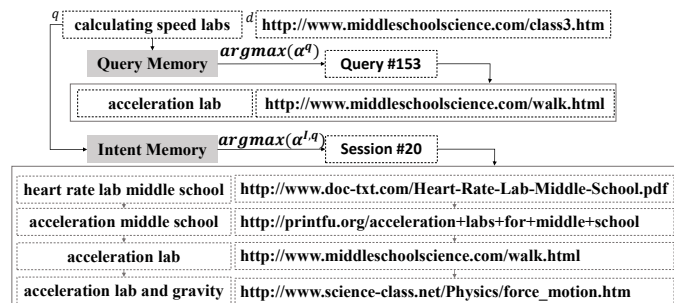 q calculating speed labs d http://www.middleschoolscience.com/class3.htm
Query Memory argmax(α^q) Query #153
acceleration lab http://www.middleschoolscience.com/walk.html
Intent Memory argmax(α^{I,q}) Session #20
heart rate lab middle school http://www.doc-txt.com/Heart-Rate-Lab-Middle-School.pdf
acceleration middle school http://printfu.org/acceleration+labs+for+middle+school
acceleration lab http://www.middleschoolscience.com/walk.html
acceleration lab and gravity http://www.science-class.net/Physics/force_motion.htm